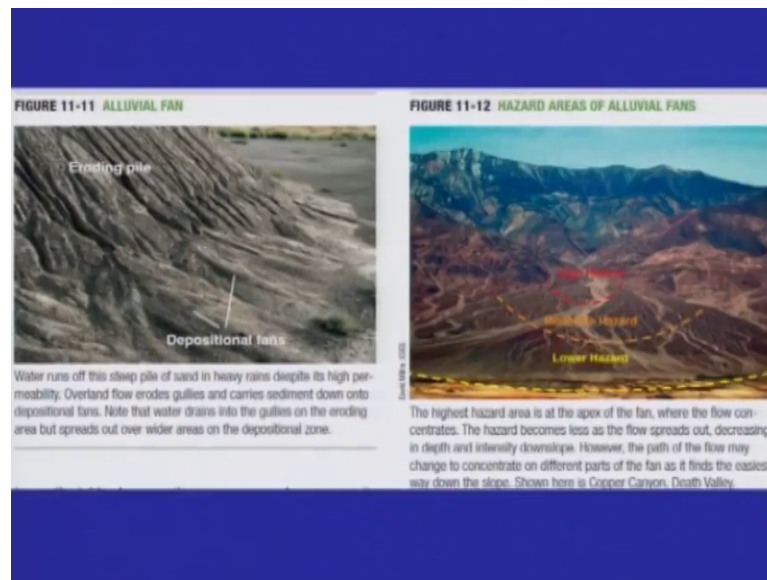 FIGURE 11-11 ALLUVIAL FAN
Eroding pile
Depositional fans
Water runs off this steep pile of sand in heavy rains despite its high per-
meability. Overland flow erodes gullies and carries sediment down onto
depositional fans. Note that water drains into the gullies on the eroding
area but spreads out over wider areas on the depositional zone.
FIGURE 11-12 HAZARD AREAS OF ALLUVIAL FANS
Hazard
Lower Hazard
The highest hazard area is at the apex of the fan, where the flow con-
centrates. The hazard becomes less as the flow spreads out, decreasing
in depth and intensity downslope. However, the path of the flow may
change to concentrate on different parts of the fan as it finds the easies
way down the slope. Shown here is Copper Canyon, Death Valley.